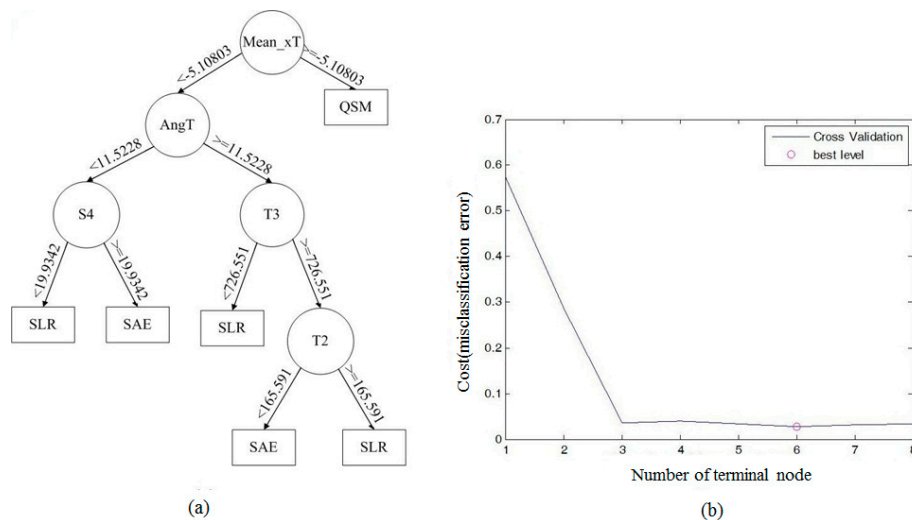 Mean_xT
<-5.10803
>=-5.10803
AngT
QSM
<11.5228
>=11.5228
S4
T3
<19.9342
>=19.9342
<726.551
>=726.551
SLR
SAE
SLR
T2
<165.591
>=165.591
SAE
SLR
(a)
0.7
0.6
0.5
0.4
0.3
0.2
0.1
0
1
2
3
4
5
6
7
8
Cost(misclassification error)
Number of terminal node
Cross Validation
best level
(b)